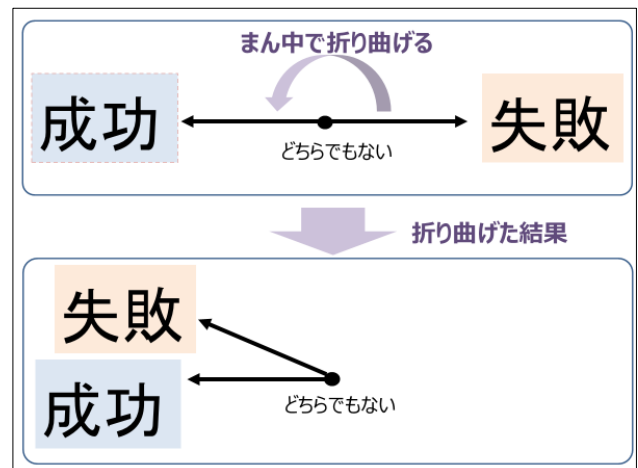 まん中で折り曲げる
成功
失敗
どちらでもない
折り曲げた結果
失敗
成功
どちらでもない